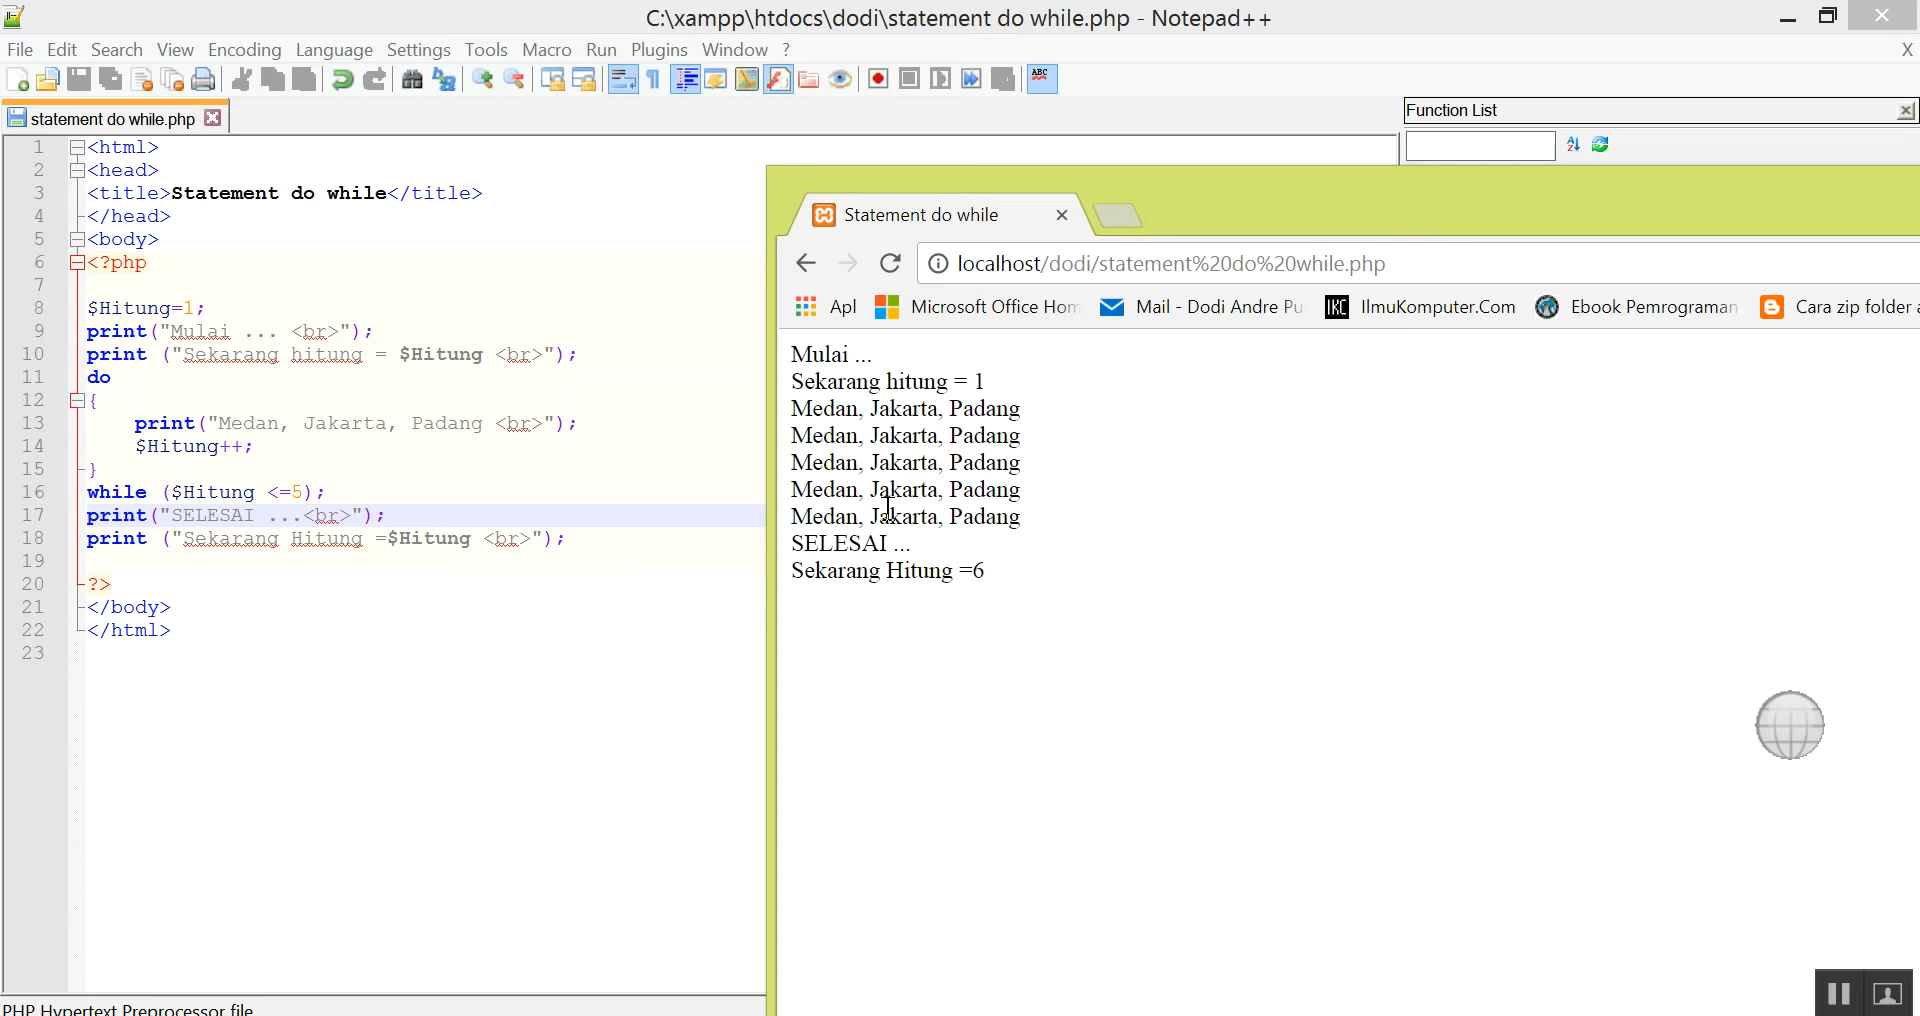 C:\xampp\htdocs\dodi\statement do while.php - Notepad++
File Edit Search View Encoding Language Settings Tools Macro Run Plugins Window ? X
ABC
statement do while.php
Function List
1 <html>
2 <head>
3 <title>Statement do while</title>
4 </head>
5 <body>
6 <?php
7
8 $Hitung=1;
9 print("Mulai ... <br>");
10 print ("Sekarang hitung = $Hitung <br>");
11 do
12 {
13 print("Medan, Jakarta, Padang <br>");
14 $Hitung++;
15 }
16 while ($Hitung <=5);
17 print("SELESAI ...<br>");
18 print ("Sekarang Hitung =$Hitung <br>");
19
20 ?>
21 </body>
22 </html>
23
PHP Hypertext Preprocessor file
Statement do while
localhost/dodi/statement%20do%20while.php
Apl Microsoft Office Hom Mail - Dodi Andre Pu IKC IlmuKomputer.Com Ebook Pemrograman Cara zip folder a
Mulai ...
Sekarang hitung = 1
Medan, Jakarta, Padang
Medan, Jakarta, Padang
Medan, Jakarta, Padang
Medan, Jakarta, Padang
Medan, Jakarta, Padang
SELESAI ...
Sekarang Hitung =6